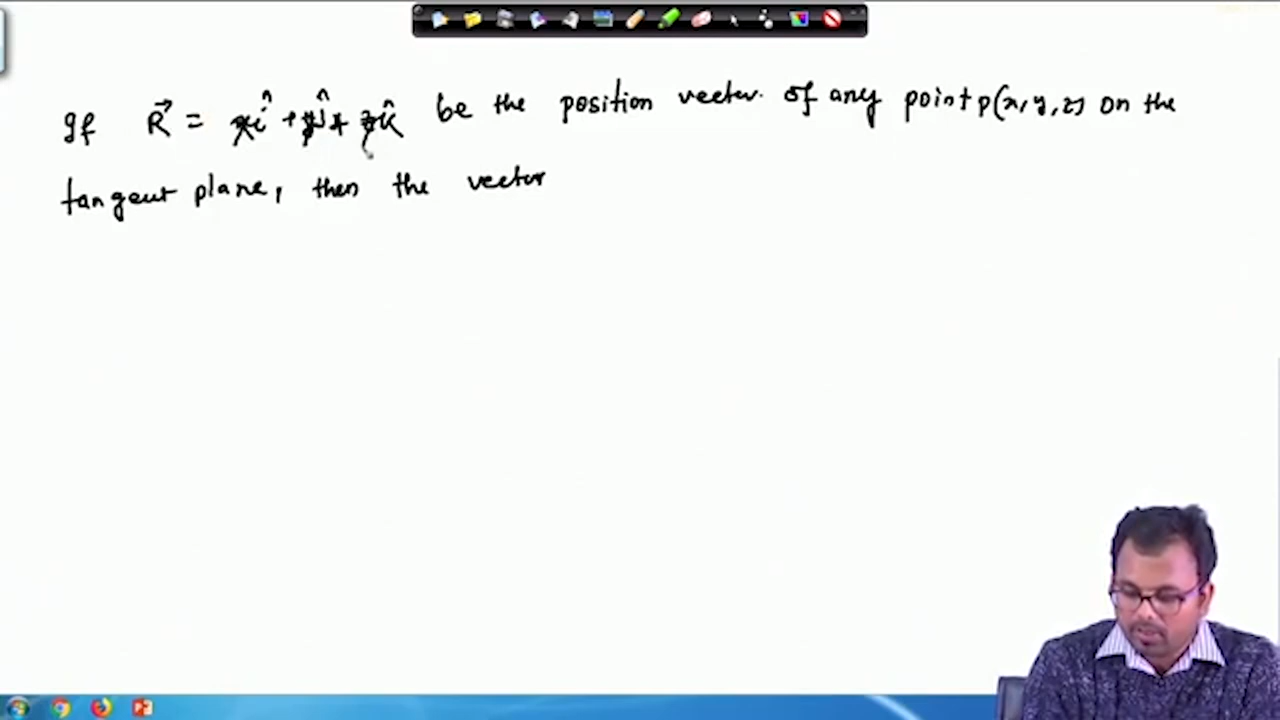 If R⃗ = xî + yĵ + zk̂ be the position vector. of any point p(x, y, z) on the
tangent plane, then the vector